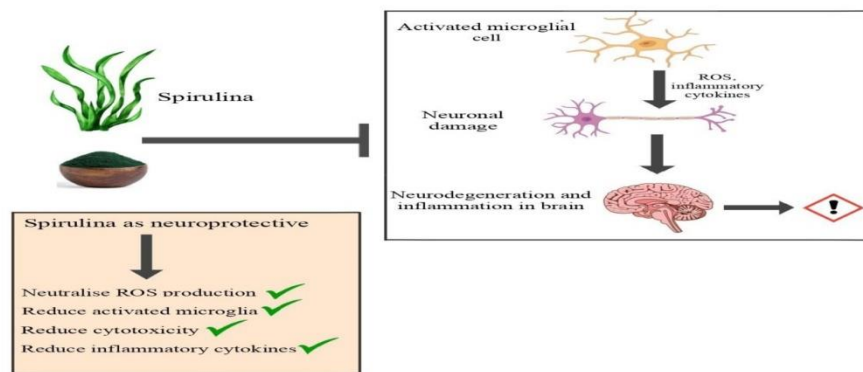 Spirulina
Activated microglial
cell
ROS,
inflammatory
cytokines
Neuronal
damage
Neurodegeneration and
inflammation in brain
!
Spirulina as neuroprotective
Neutralise ROS production
Reduce activated microglia
Reduce cytotoxicity
Reduce inflammatory cytokines